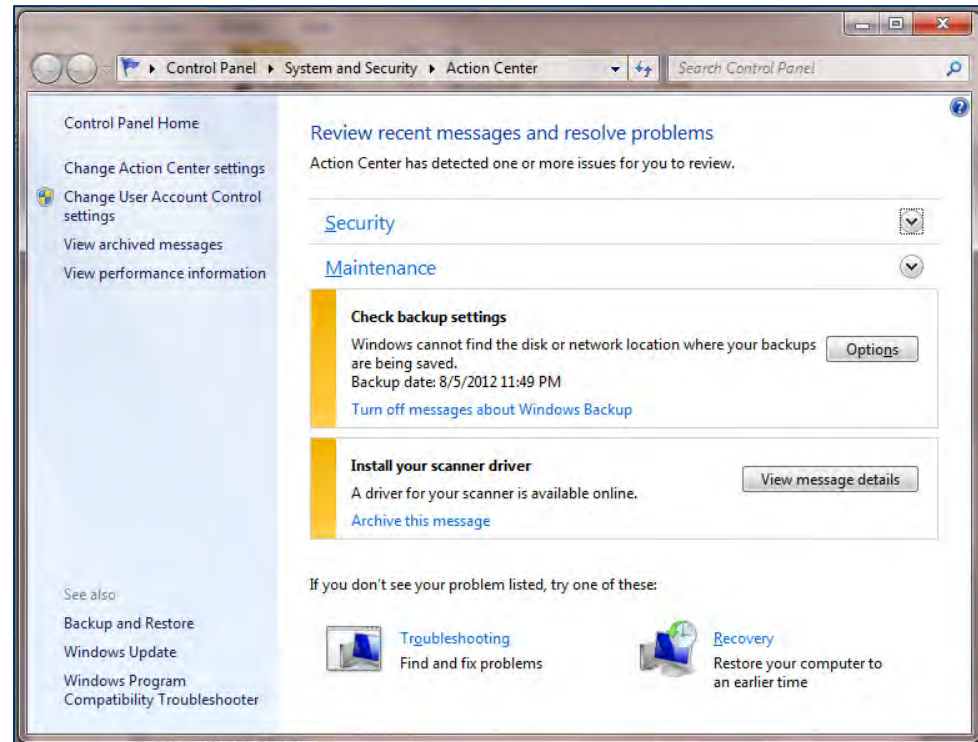 Control Panel ▸ System and Security ▸ Action Center
Search Control Panel
Control Panel Home
Change Action Center settings
Change User Account Control
settings
View archived messages
View performance information
See also
Backup and Restore
Windows Update
Windows Program
Compatibility Troubleshooter
Review recent messages and resolve problems
Action Center has detected one or more issues for you to review.
Security
Maintenance
Check backup settings
Windows cannot find the disk or network location where your backups
are being saved.
Backup date: 8/5/2012 11:49 PM
Options
Turn off messages about Windows Backup
Install your scanner driver
A driver for your scanner is available online.
View message details
Archive this message
If you don't see your problem listed, try one of these:
Troubleshooting
Find and fix problems
Recovery
Restore your computer to
an earlier time